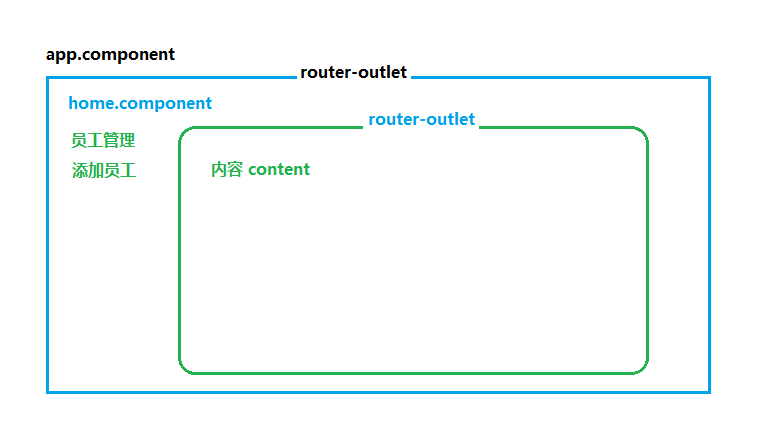 app.component
router-outlet
home.component
router-outlet
员工管理
添加员工
内容 content